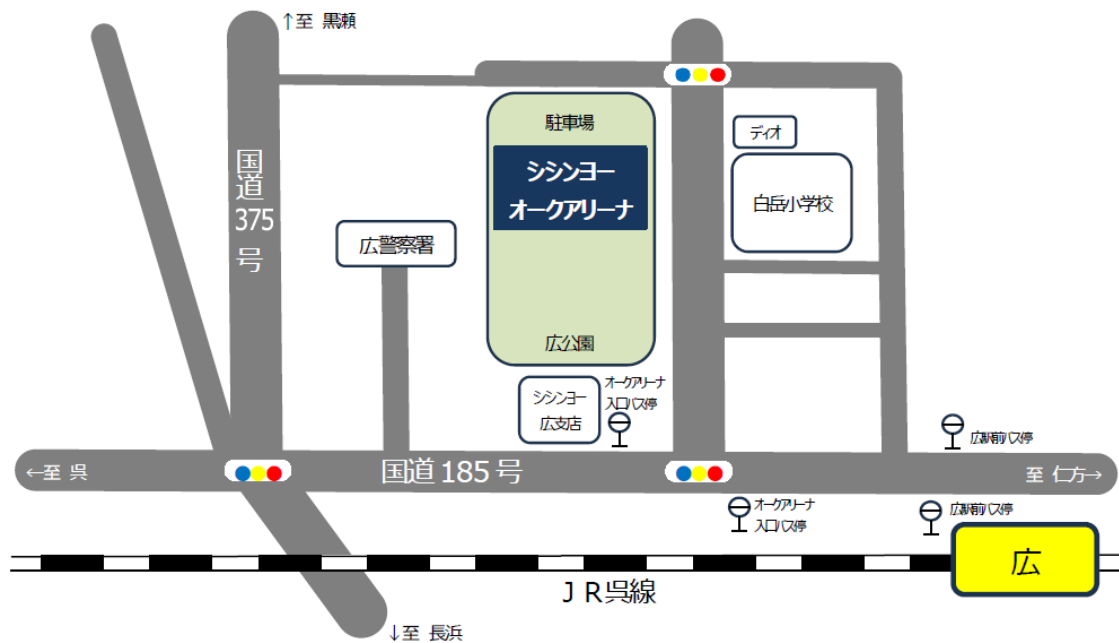 ↑至 黒瀬
駐車場
ディオ
シシンヨー
オークアリーナ
国道
375
号
白岳小学校
広警察署
広公園
シシンヨー
広支店
オークアリーナ
入口バス停
広駅前バス停
←至 呉
国道185号
至 仁方→
オークアリーナ
入口バス停
広駅前バス停
広
JR呉線
↓至 長浜